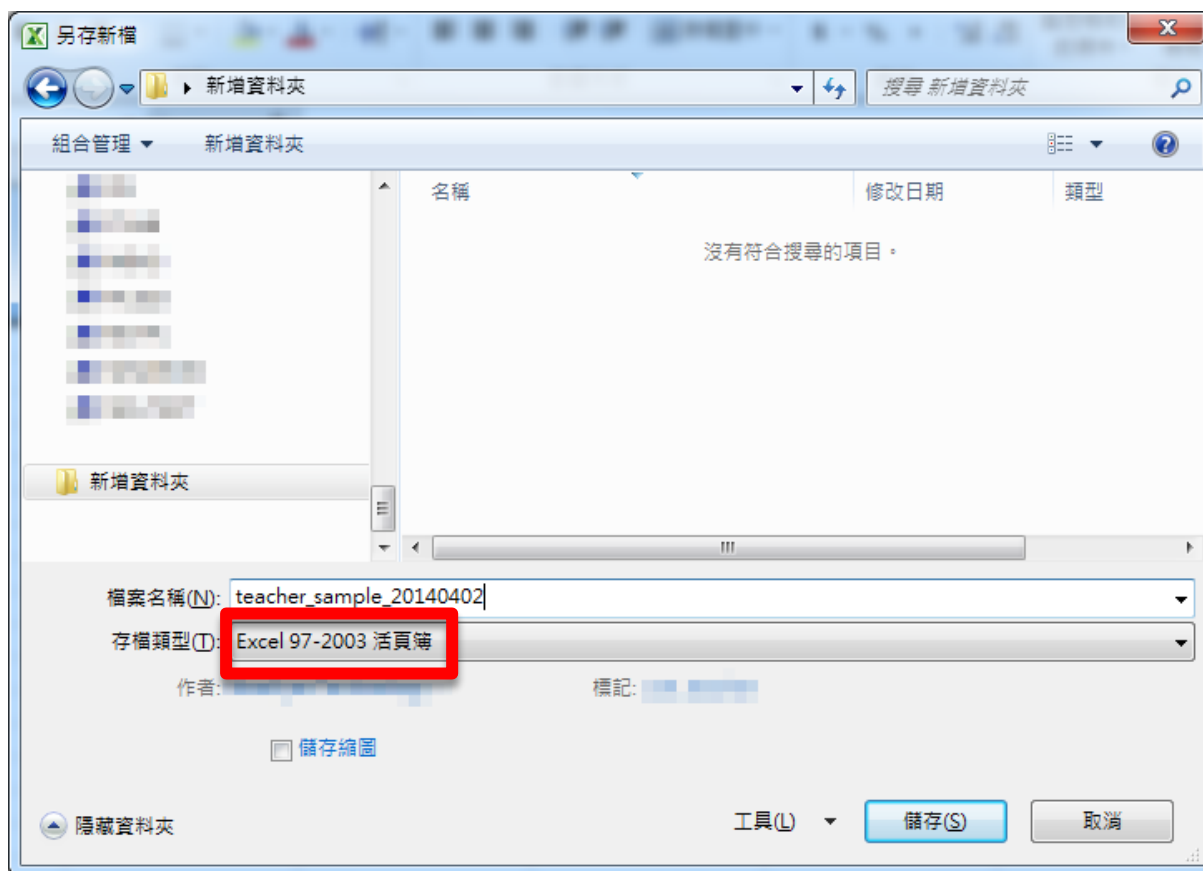 另存新檔
新增資料夾
搜尋 新增資料夾
組合管理
新增資料夾
名稱
修改日期
類型
沒有符合搜尋的項目。
新增資料夾
檔案名稱(N): teacher_sample_20140402
存檔類型(T): Excel 97-2003 活頁簿
作者:
標記:
儲存縮圖
隱藏資料夾
工具(L)
儲存(S)
取消